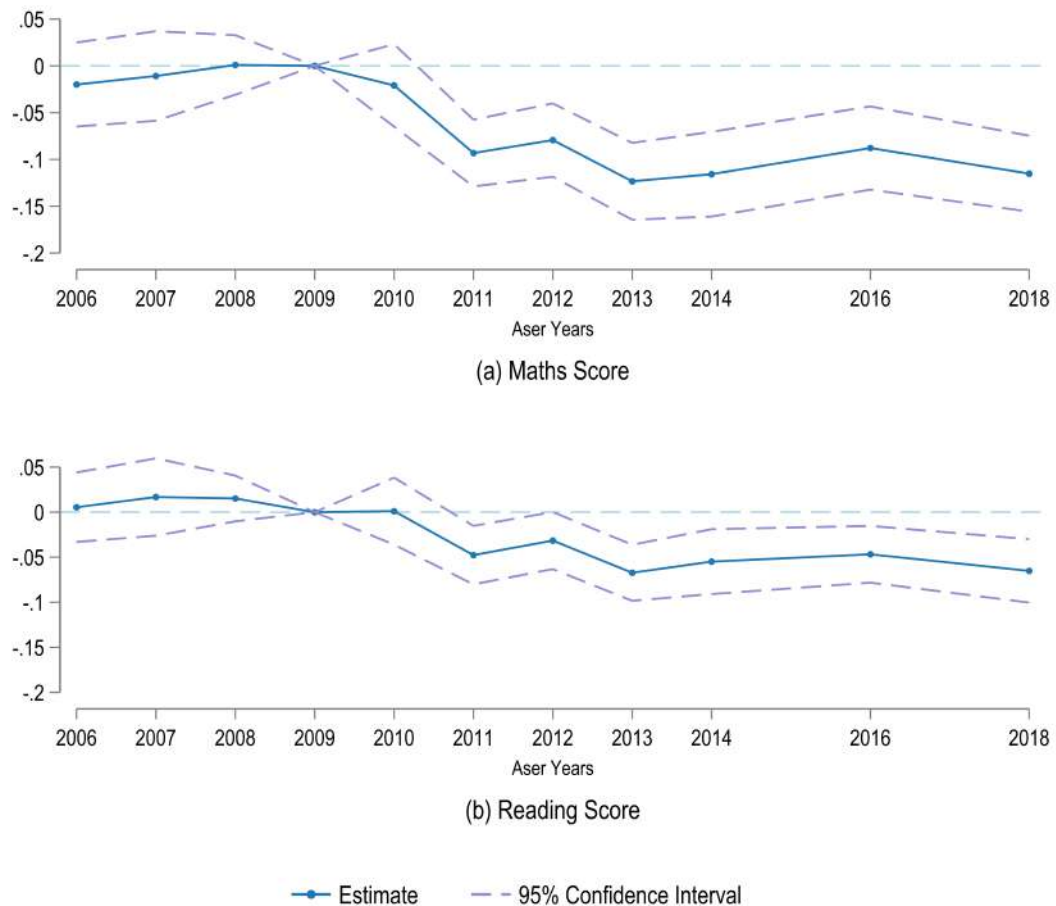 .05
0
-.05
-.1
-.15
-.2
2006 2007 2008 2009 2010 2011 2012 2013 2014 2016 2018
Aser Years
(a) Maths Score
.05
0
-.05
-.1
-.15
-.2
2006 2007 2008 2009 2010 2011 2012 2013 2014 2016 2018
Aser Years
(b) Reading Score
Estimate 95% Confidence Interval